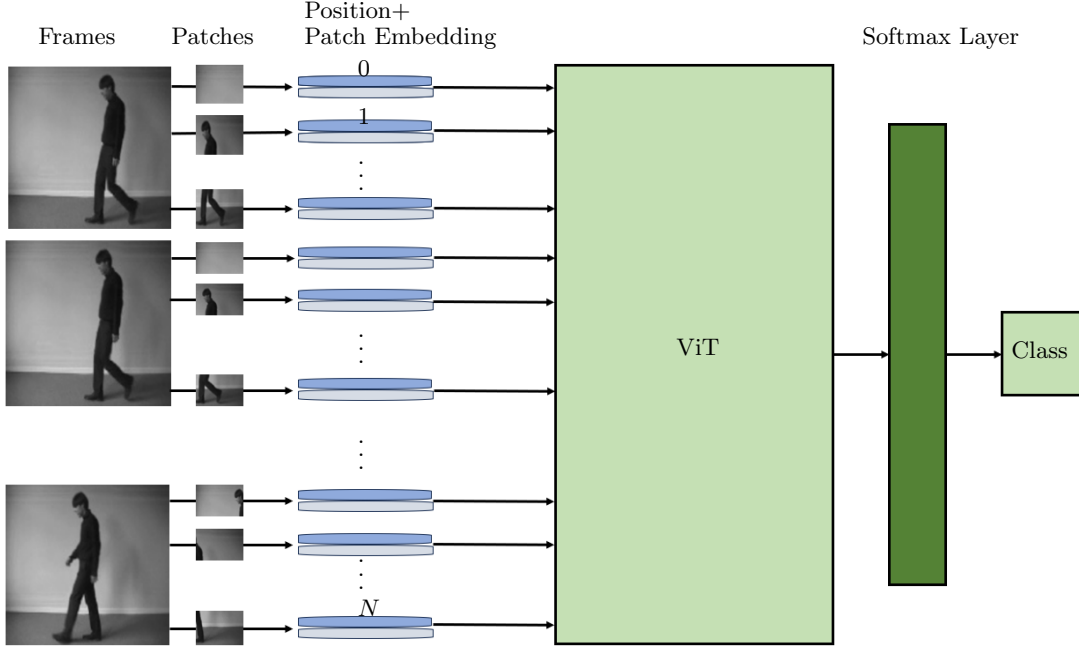 Frames
Patches
Position+
Patch Embedding
Softmax Layer
0
1
ViT
Class
N